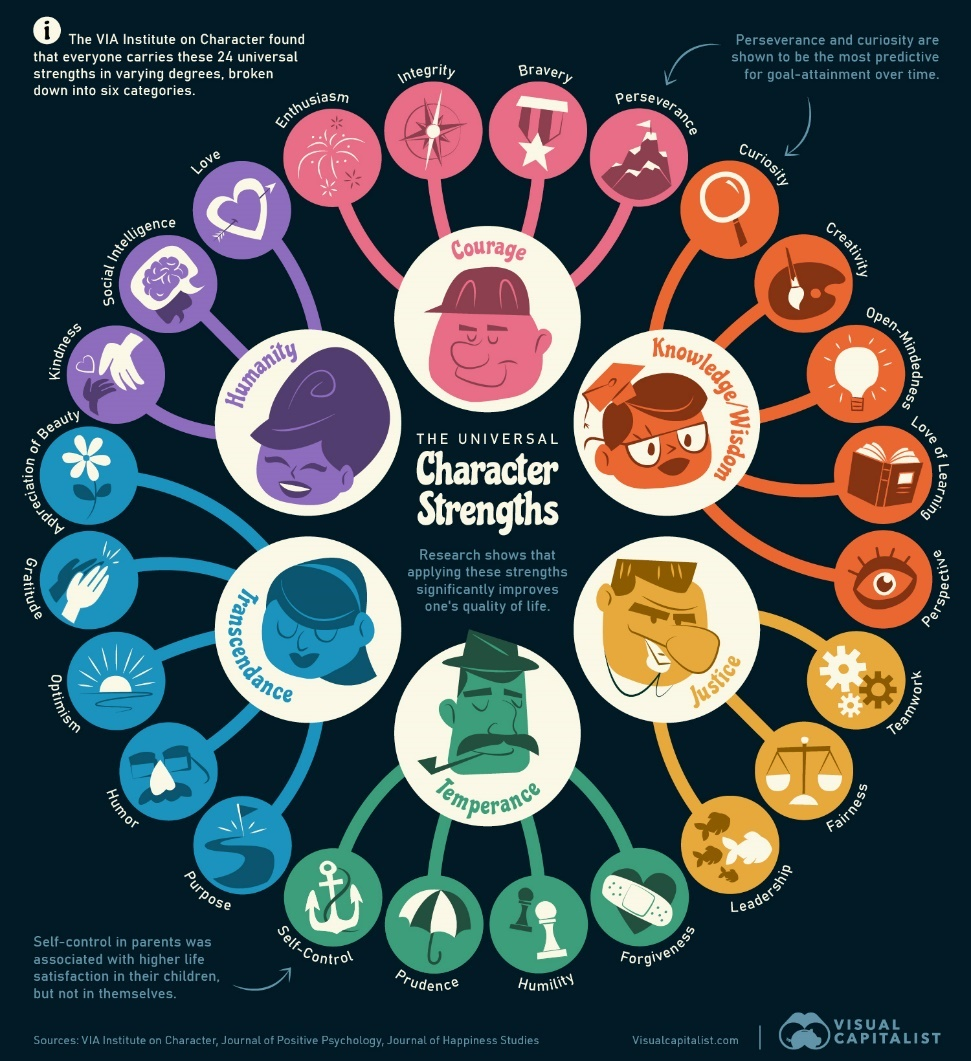 i
The VIA Institute on Character found
that everyone carries these 24 universal
strengths in varying degrees, broken
down into six categories.
Perseverance and curiosity are
shown to be the most predictive
for goal-attainment over time.
Enthusiasm
Integrity
Bravery
Perseverance
Courage
Curiosity
Creativity
Open-Mindedness
Love of Learning
Perspective
Knowledge/Wisdom
Love
Social Intelligence
Kindness
Humanity
THE UNIVERSAL
Character
Strengths
Research shows that
applying these strengths
significantly improves
one's quality of life.
Appreciation of Beauty
Gratitude
Optimism
Humor
Purpose
Transcendance
Teamwork
Fairness
Leadership
Justice
Temperance
Self-Control
Prudence
Humility
Forgiveness
Self-control in parents was
associated with higher life
satisfaction in their children,
but not in themselves.
Sources: VIA Institute on Character, Journal of Positive Psychology, Journal of Happiness Studies
Visualcapitalist.com
VISUAL
CAPITALIST